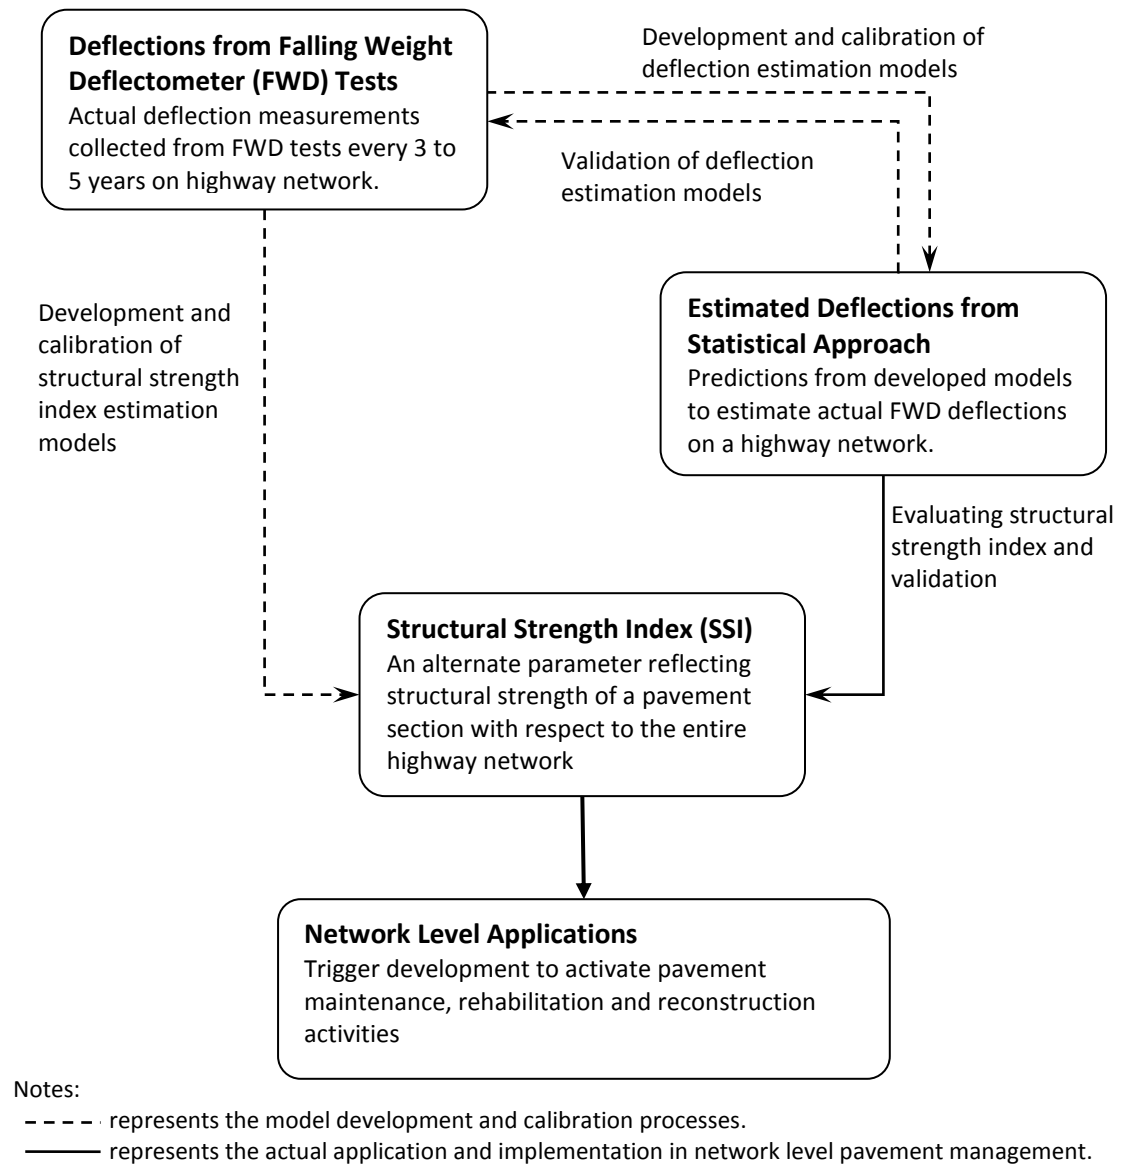 Deflections from Falling Weight
Deflectometer (FWD) Tests
Actual deflection measurements
collected from FWD tests every 3 to
5 years on highway network.
Development and calibration of
deflection estimation models
Validation of deflection
estimation models
Development and
calibration of
structural strength
index estimation
models
Estimated Deflections from
Statistical Approach
Predictions from developed models
to estimate actual FWD deflections
on a highway network.
Evaluating structural
strength index and
validation
Structural Strength Index (SSI)
An alternate parameter reflecting
structural strength of a pavement
section with respect to the entire
highway network
Network Level Applications
Trigger development to activate pavement
maintenance, rehabilitation and reconstruction
activities
Notes:
represents the model development and calibration processes.
represents the actual application and implementation in network level pavement management.